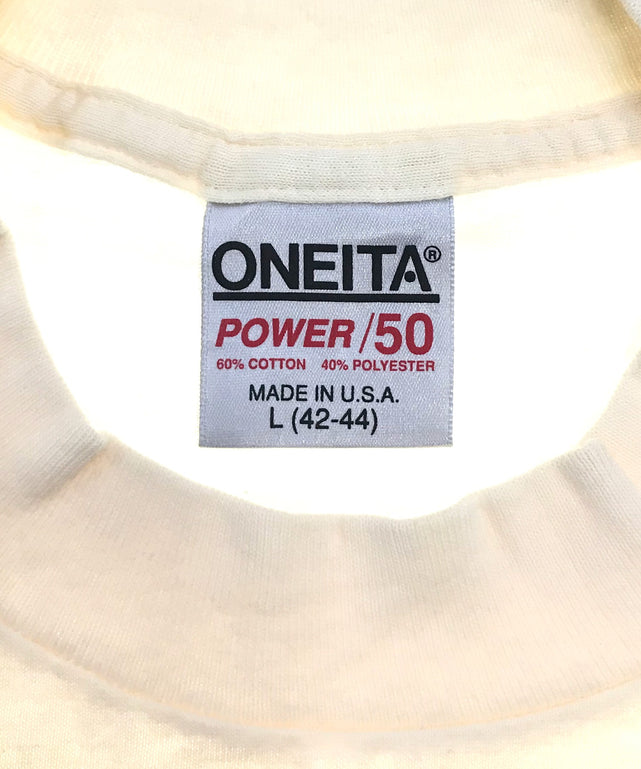 ONEITA®
POWER/50
60% COTTON 40% POLYESTER
MADE IN U.S.A.
L (42-44)